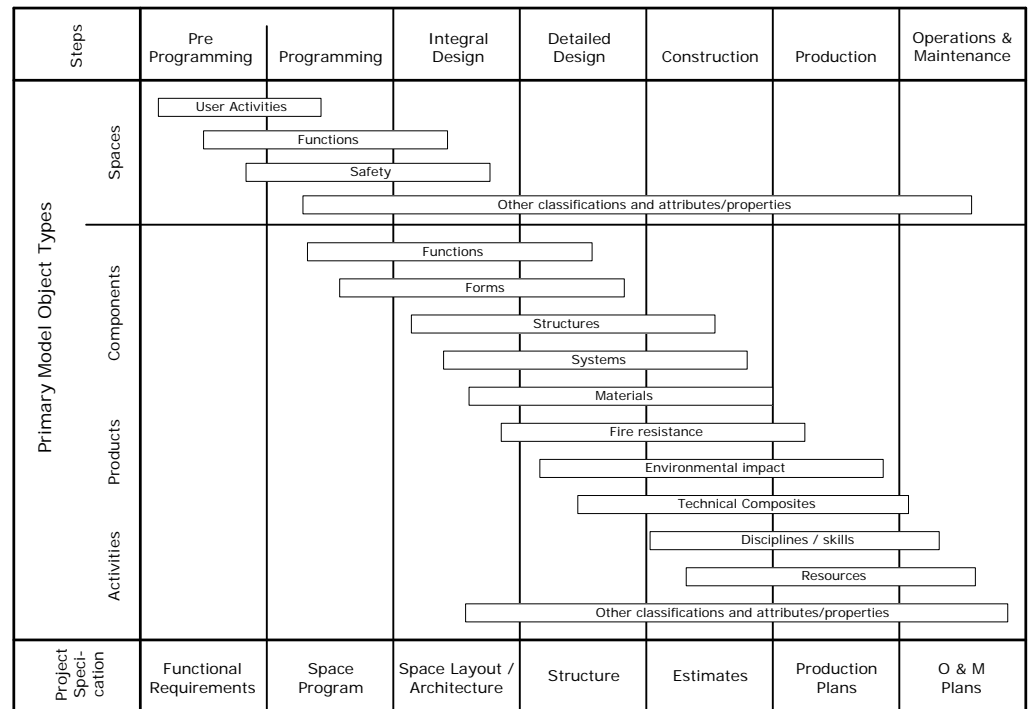 Steps
Pre
Programming
Programming
Integral
Design
Detailed
Design
Construction
Production
Operations &
Maintenance
Primary Model Object Types
Spaces
User Activities
Functions
Safety
Other classifications and attributes/properties
Components
Functions
Forms
Structures
Systems
Materials
Products
Fire resistance
Environmental impact
Technical Composites
Activities
Disciplines / skills
Resources
Other classifications and attributes/properties
Project
Speci-
cation
Functional
Requirements
Space
Program
Space Layout /
Architecture
Structure
Estimates
Production
Plans
O & M
Plans